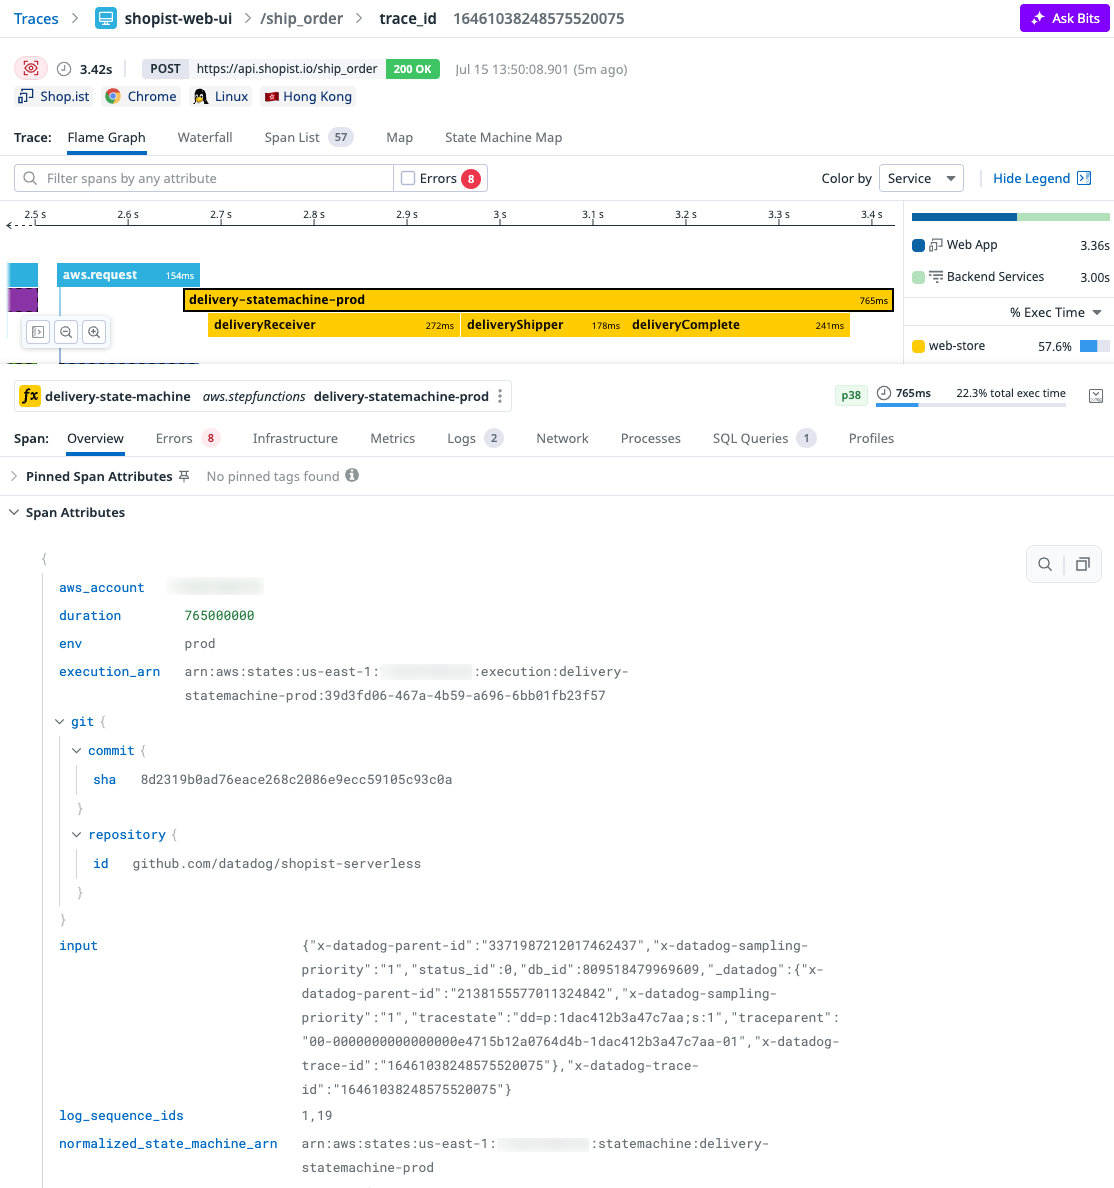 Traces > shopist-web-ui > /ship_order > trace_id 16461038248575520075
Ask Bits
3.42s POST https://api.shopist.io/ship_order 200 OK Jul 15 13:50:08.901 (5m ago)
Shop.ist Chrome Linux Hong Kong
Trace: Flame Graph Waterfall Span List 57 Map State Machine Map
Filter spans by any attribute Errors 8 Color by Service Hide Legend
2.5 s 2.6 s 2.7 s 2.8 s 2.9 s 3 s 3.1 s 3.2 s 3.3 s 3.4 s
Web App 3.36s
aws.request 154ms
Backend Services 3.00s
delivery-statemachine-prod 765ms
% Exec Time
deliveryReceiver 272ms deliveryShipper 178ms deliveryComplete 241ms
web-store 57.6%
fx delivery-state-machine aws.stepfunctions delivery-statemachine-prod p38 765ms 22.3% total exec time
Span: Overview Errors 8 Infrastructure Metrics Logs 2 Network Processes SQL Queries 1 Profiles
Pinned Span Attributes No pinned tags found
Span Attributes
{
aws_account
duration 765000000
env prod
execution_arn arn:aws:states:us-east-1: :execution:delivery-
statemachine-prod:39d3fd06-467a-4b59-a696-6bb01fb23f57
git {
commit {
sha 8d2319b0ad76eace268c2086e9ecc59105c93c0a
}
repository {
id github.com/datadog/shopist-serverless
}
}
input {"x-datadog-parent-id":"3371987212017462437","x-datadog-sampling-
priority":"1","status_id":0,"db_id":809518479969609,"_datadog":{"x-
datadog-parent-id":"2138155577011324842","x-datadog-sampling-
priority":"1","tracestate":"dd=p:1dac412b3a47c7aa;s:1","traceparent":
"00-0000000000000000e4715b12a0764d4b-1dac412b3a47c7aa-01","x-datadog-
trace-id":"16461038248575520075"},"x-datadog-trace-
id":"16461038248575520075"}
log_sequence_ids 1,19
normalized_state_machine_arn arn:aws:states:us-east-1: :statemachine:delivery-
statemachine-prod